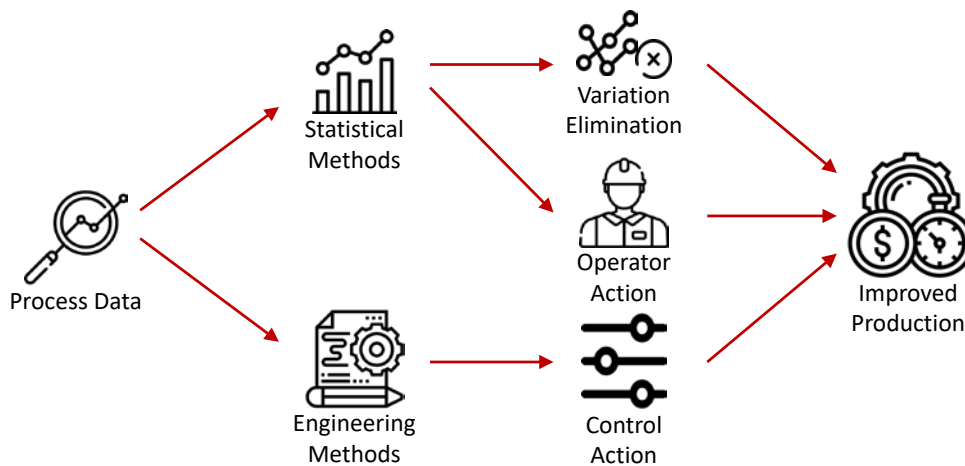 Statistical
Methods
Variation
Elimination
Process Data
Operator
Action
Improved
Production
Engineering
Methods
Control
Action